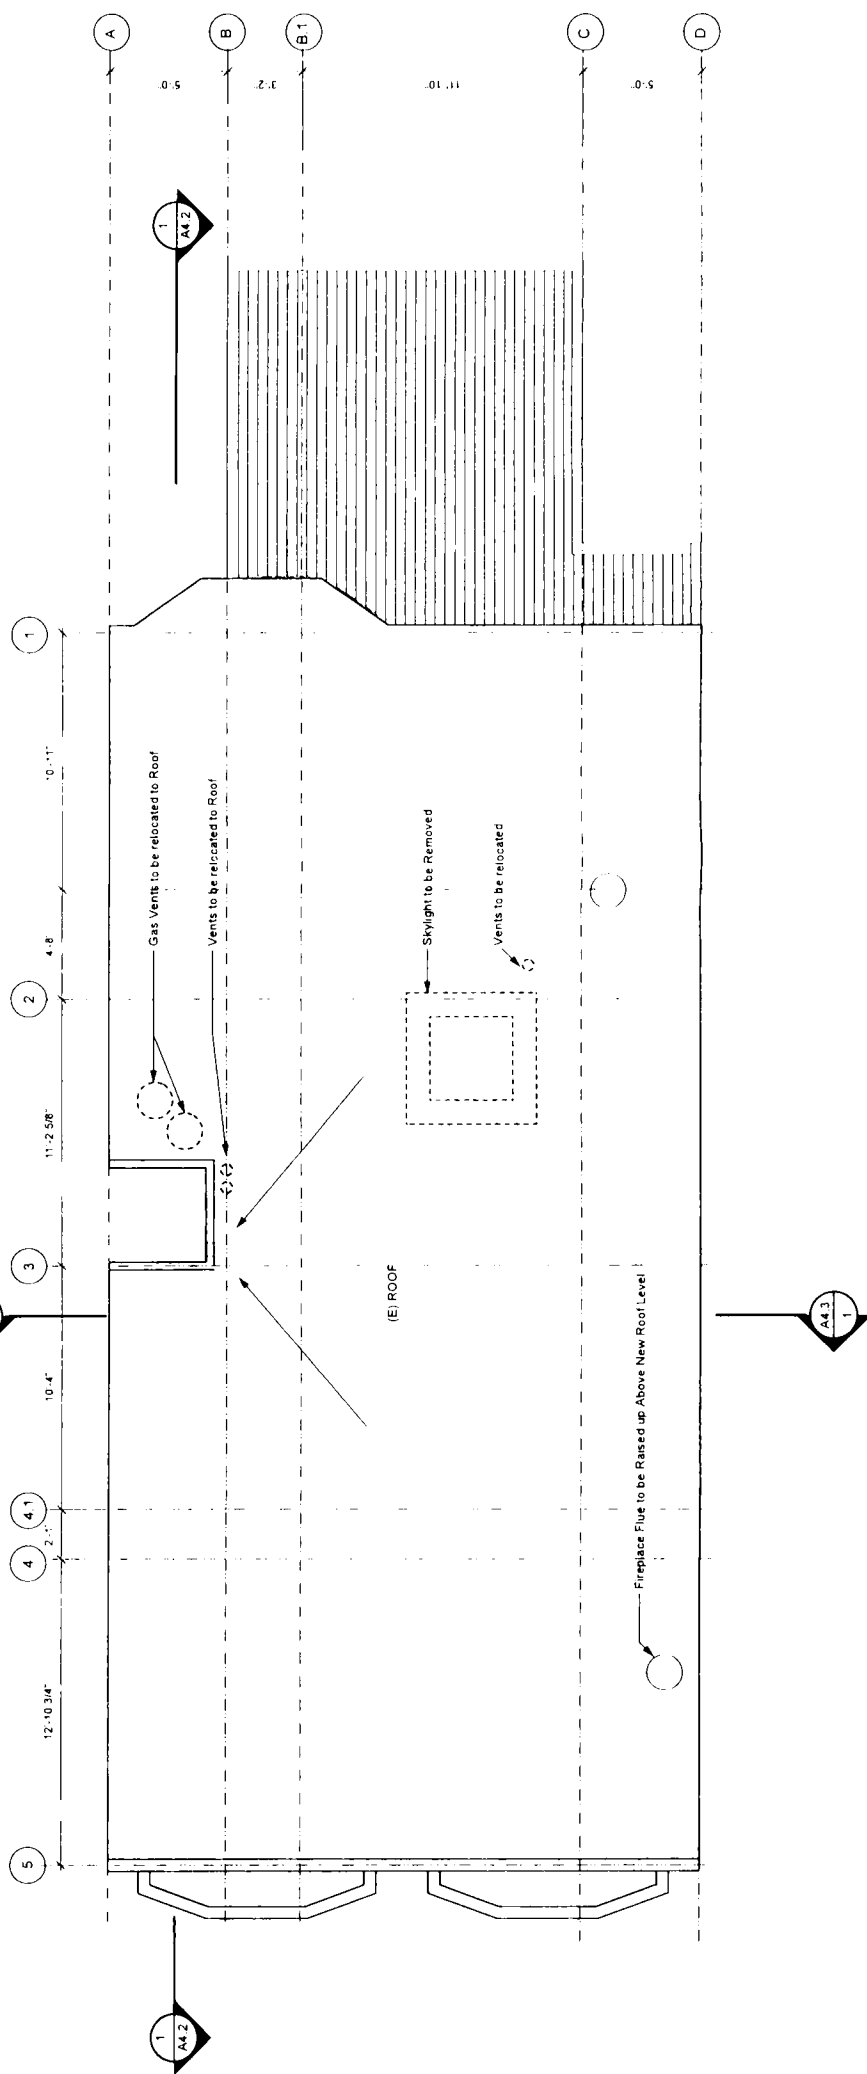 A
B
B.1
C
D
5'-0"
3'-2"
11'-10"
5'-0"
1
A4.2
1
10'-11"
4'-8"
2
11'-2 5/8"
3
10'-4"
4.1
2'-1"
4
12'-10 3/4"
5
Gas Vents to be relocated to Roof
Vents to be relocated to Roof
Skylight to be Removed
Vents to be relocated
(E) ROOF
Fireplace Flue to be Raised up Above New Roof Level
A4.3
1
1
A4.2